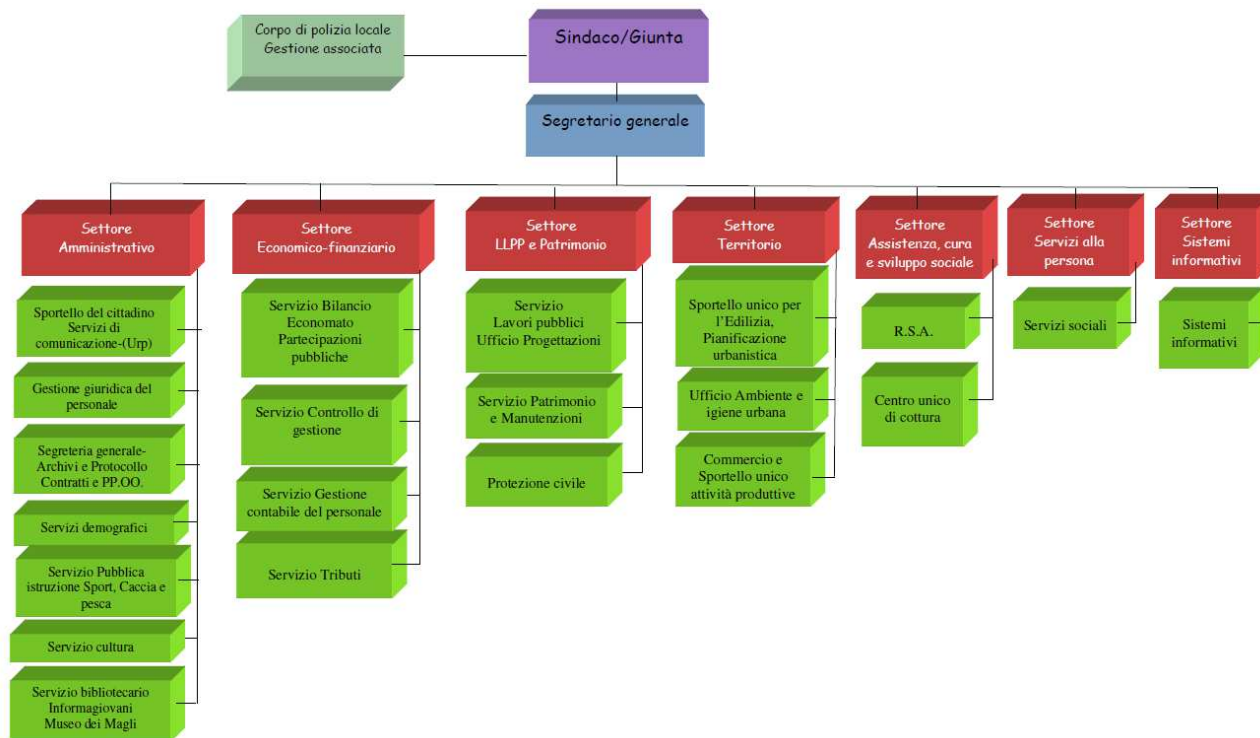 Corpo di polizia locale
Gestione associata
Sindaco/Giunta
Segretario generale
Settore
Amministrativo
Sportello del cittadino
Servizi di
comunicazione-(Urp)
Gestione giuridica del
personale
Segreteria generale-
Archivi e Protocollo
Contratti e PP.OO.
Servizi demografici
Servizio Pubblica
istruzione Sport, Caccia e
pesca
Servizio cultura
Servizio bibliotecario
Informagiovani
Museo dei Magli
Settore
Economico-finanziario
Servizio Bilancio
Economato
Partecipazioni
pubbliche
Servizio Controllo di
gestione
Servizio Gestione
contabile del personale
Servizio Tributi
Settore
LLPP e Patrimonio
Servizio
Lavori pubblici
Ufficio Progettazioni
Servizio Patrimonio
e Manutenzioni
Protezione civile
Settore
Territorio
Sportello unico per
l'Edilizia,
Pianificazione
urbanistica
Ufficio Ambiente e
igiene urbana
Commercio e
Sportello unico
attività produttive
Settore
Assistenza, cura
e sviluppo sociale
R.S.A.
Centro unico
di cottura
Settore
Servizi alla
persona
Servizi sociali
Settore
Sistemi
informativi
Sistemi
informativi